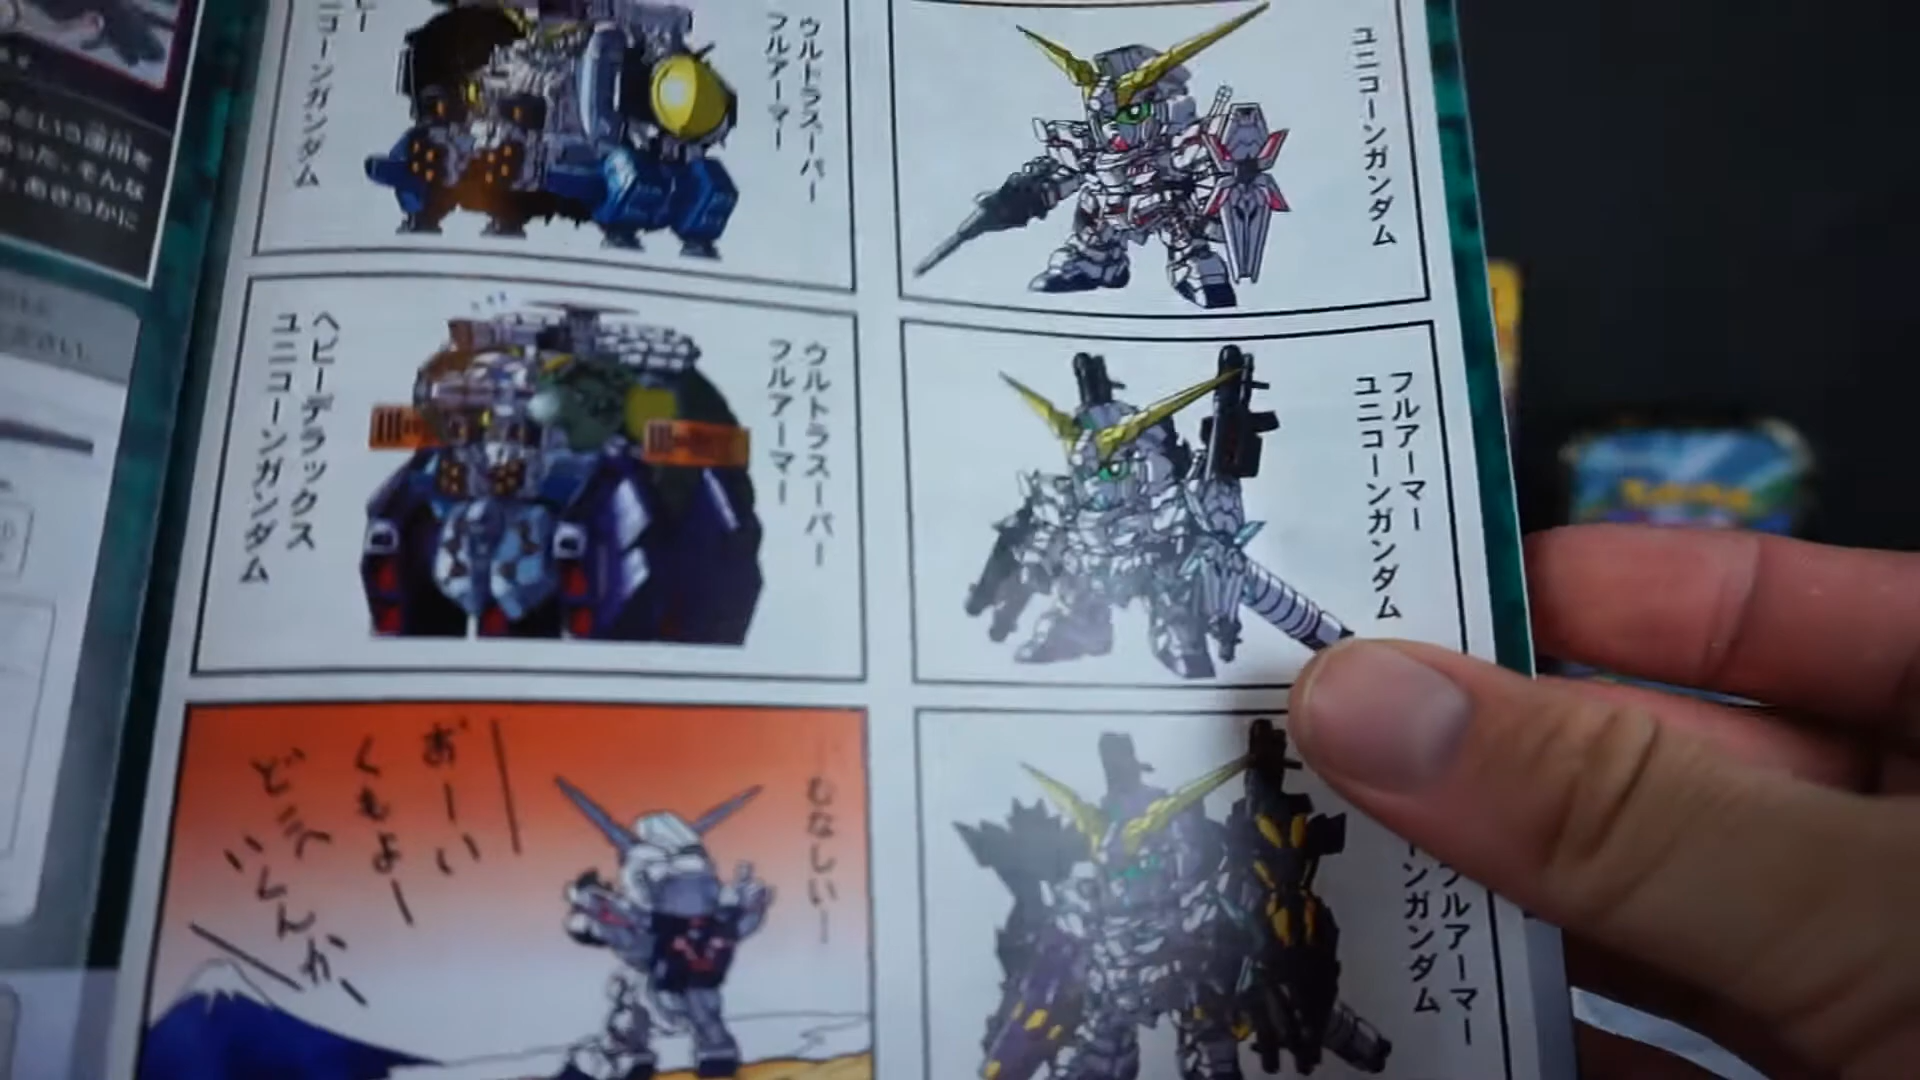 ユニコーンガンダム
フルアーマー
ユニコーンガンダム
フルアーマー
ーンガンダム
ウルトラスーパー
フルアーマー
ニコーンガンダム
ウルトラスーパー
フルアーマー
ヘビーデラックス
ユニコーンガンダム
むなしい…
おーい
くもよー
どこへ
いくんか、